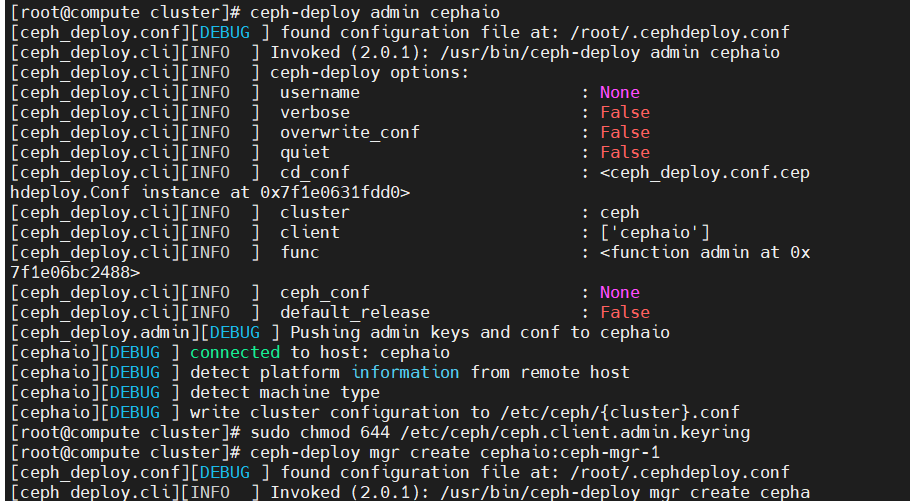 [root@compute cluster]# ceph-deploy admin cephaio
[ceph_deploy.conf][DEBUG ] found configuration file at: /root/.cephdeploy.conf
[ceph_deploy.cli][INFO  ] Invoked (2.0.1): /usr/bin/ceph-deploy admin cephaio
[ceph_deploy.cli][INFO  ] ceph-deploy options:
[ceph_deploy.cli][INFO  ]  username                      : None
[ceph_deploy.cli][INFO  ]  verbose                       : False
[ceph_deploy.cli][INFO  ]  overwrite_conf                : False
[ceph_deploy.cli][INFO  ]  quiet                         : False
[ceph_deploy.cli][INFO  ]  cd_conf                       : <ceph_deploy.conf.cep
hdeploy.Conf instance at 0x7f1e0631fdd0>
[ceph_deploy.cli][INFO  ]  cluster                       : ceph
[ceph_deploy.cli][INFO  ]  client                        : ['cephaio']
[ceph_deploy.cli][INFO  ]  func                          : <function admin at 0x
7f1e06bc2488>
[ceph_deploy.cli][INFO  ]  ceph_conf                     : None
[ceph_deploy.cli][INFO  ]  default_release               : False
[ceph_deploy.admin][DEBUG ] Pushing admin keys and conf to cephaio
[cephaio][DEBUG ] connected to host: cephaio
[cephaio][DEBUG ] detect platform information from remote host
[cephaio][DEBUG ] detect machine type
[cephaio][DEBUG ] write cluster configuration to /etc/ceph/{cluster}.conf
[root@compute cluster]# sudo chmod 644 /etc/ceph/ceph.client.admin.keyring
[root@compute cluster]# ceph-deploy mgr create cephaio:ceph-mgr-1
[ceph_deploy.conf][DEBUG ] found configuration file at: /root/.cephdeploy.conf
[ceph_deploy.cli][INFO  ] Invoked (2.0.1): /usr/bin/ceph-deploy mgr create cepha